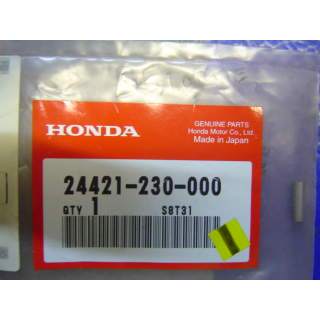 GENUINE PARTS
Honda Motor Co., Ltd.
Made in Japan
HONDA
24421-230-000
QTY 1 S8T31